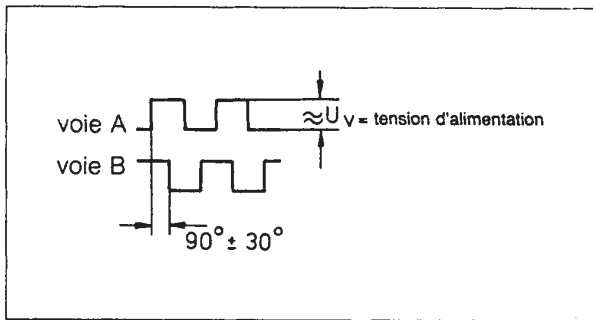 voie A
≈U v = tension d'alimentation
voie B
90° ± 30°